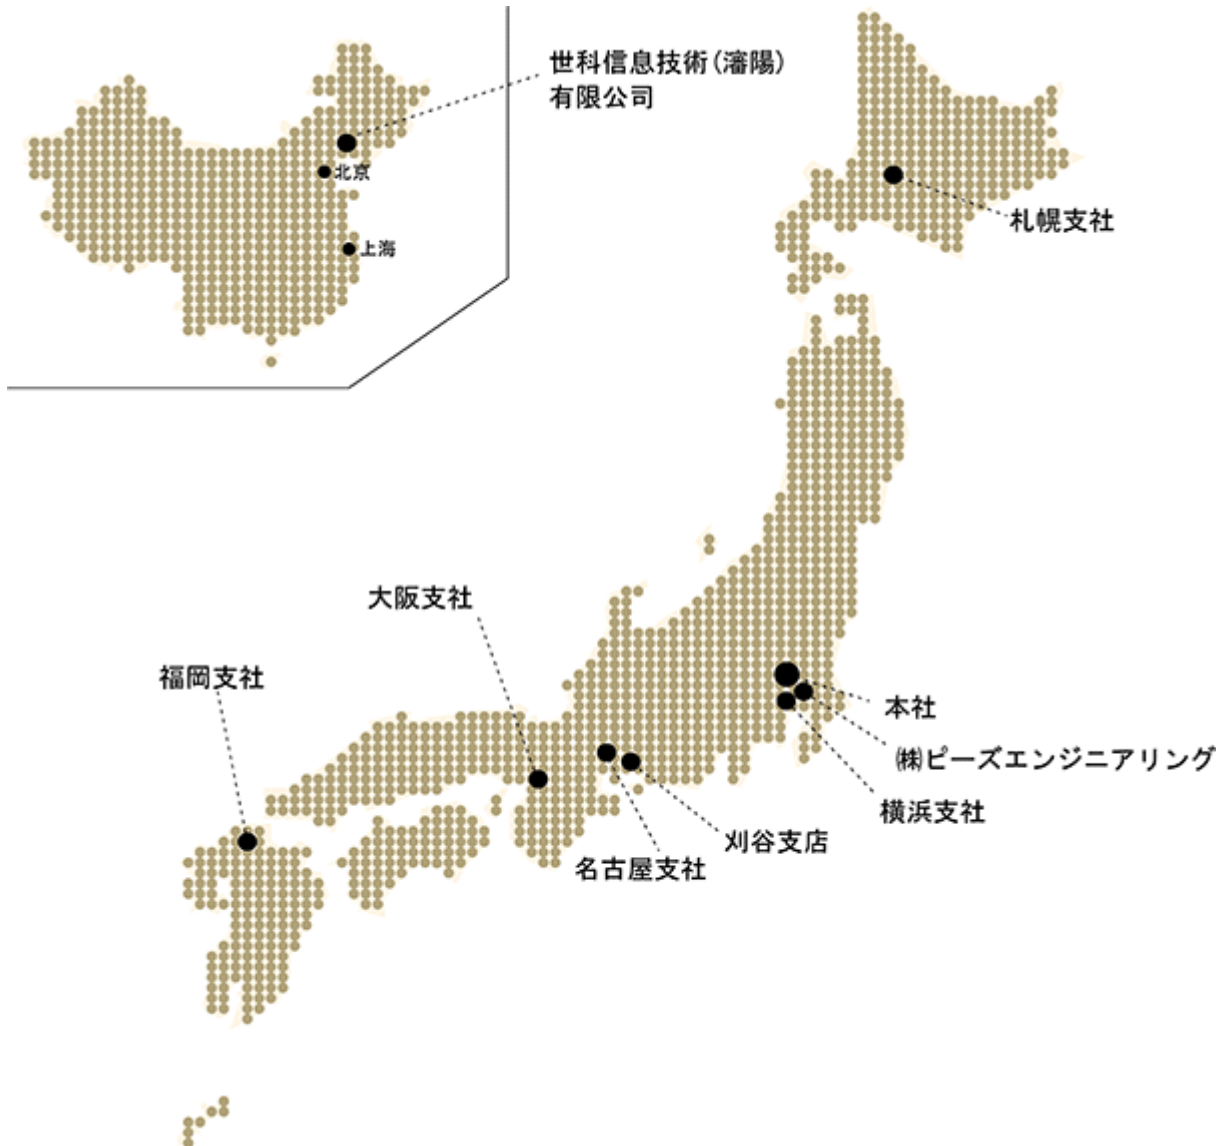 世科信息技術(瀋陽)
有限公司
北京
上海
札幌支社
大阪支社
福岡支社
本社
㈱ピーズエンジニアリング
横浜支社
刈谷支店
名古屋支社